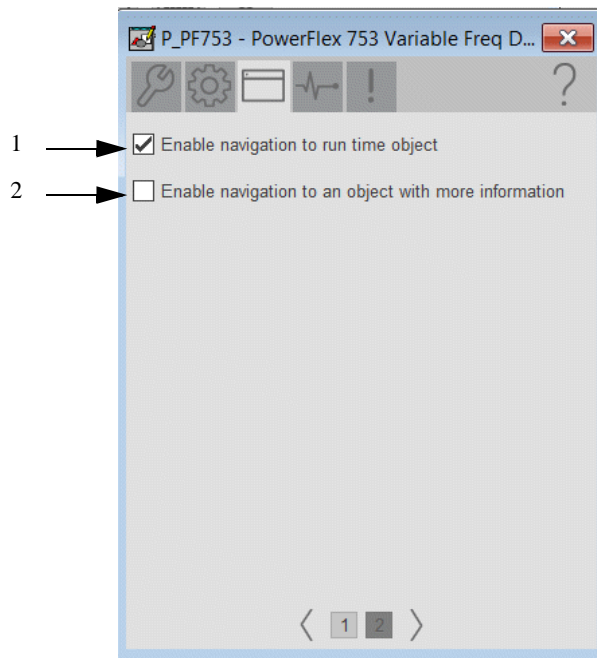 P_PF753 - PowerFlex 753 Variable Freq D...
?
1
Enable navigation to run time object
2
Enable navigation to an object with more information
1 2